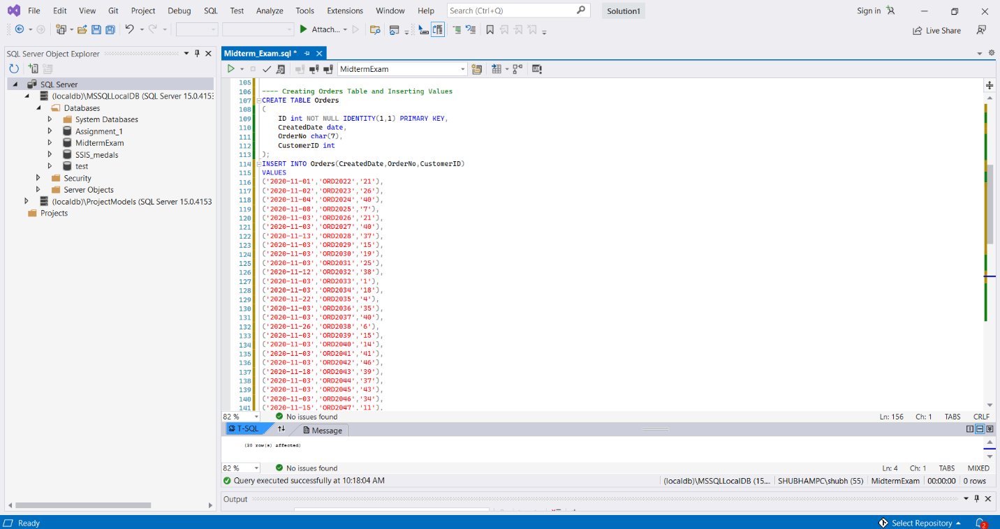 File Edit View Git Project Debug SQL Test Analyze Tools Extensions Window Help Search (Ctrl+Q) Solution1 Sign in
Attach... Live Share
SQL Server Object Explorer
SQL Server
(localdb)\MSSQLLocalDB (SQL Server 15.0.4153
Databases
System Databases
Assignment_1
MidtermExam
SSIS_medals
test
Security
Server Objects
(localdb)\ProjectModels (SQL Server 15.0.4153
Projects
Midterm_Exam.sql *
MidtermExam
105
106 ---- Creating Orders Table and Inserting Values
107 CREATE TABLE Orders
108 (
109 ID int NOT NULL IDENTITY(1,1) PRIMARY KEY,
110 CreatedDate date,
111 OrderNo char(7),
112 CustomerID int
113 );
114 INSERT INTO Orders(CreatedDate,OrderNo,CustomerID)
115 VALUES
116 ('2020-11-01','ORD2022','21'),
117 ('2020-11-02','ORD2023','26'),
118 ('2020-11-04','ORD2024','40'),
119 ('2020-11-08','ORD2025','7'),
120 ('2020-11-03','ORD2026','21'),
121 ('2020-11-03','ORD2027','40'),
122 ('2020-11-13','ORD2028','37'),
123 ('2020-11-03','ORD2029','15'),
124 ('2020-11-03','ORD2030','19'),
125 ('2020-11-03','ORD2031','25'),
126 ('2020-11-12','ORD2032','38'),
127 ('2020-11-03','ORD2033','1'),
128 ('2020-11-03','ORD2034','18'),
129 ('2020-11-22','ORD2035','4'),
130 ('2020-11-03','ORD2036','35'),
131 ('2020-11-03','ORD2037','40'),
132 ('2020-11-26','ORD2038','6'),
133 ('2020-11-03','ORD2039','15'),
134 ('2020-11-03','ORD2040','14'),
135 ('2020-11-03','ORD2041','41'),
136 ('2020-11-03','ORD2042','46'),
137 ('2020-11-18','ORD2043','39'),
138 ('2020-11-03','ORD2044','37'),
139 ('2020-11-03','ORD2045','43'),
140 ('2020-11-03','ORD2046','34'),
141 ('2020-11-15','ORD2047','11'),
82 % No issues found Ln: 156 Ch: 1 TABS CRLF
T-SQL Message
(30 row(s) affected)
82 % No issues found Ln: 4 Ch: 1 TABS MIXED
Query executed successfully at 10:18:04 AM (localdb)\MSSQLLocalDB (15.... SHUBHAMPC\shubh (55) MidtermExam 00:00:00 0 rows
Output
Ready Select Repository 2